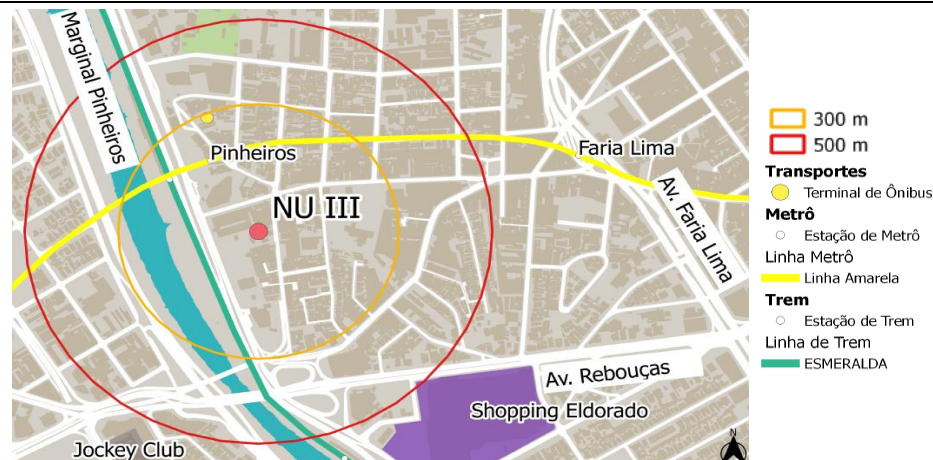 Marginal Pinheiros
Pinheiros
Faria Lima
NU III
Av. Faria Lima
Av. Rebouças
Shopping Eldorado
Jockey Club
N
300 m
500 m
Transportes
Terminal de Ônibus
Metrô
Estação de Metrô
Linha Metrô
Linha Amarela
Trem
Estação de Trem
Linha de Trem
ESMERALDA